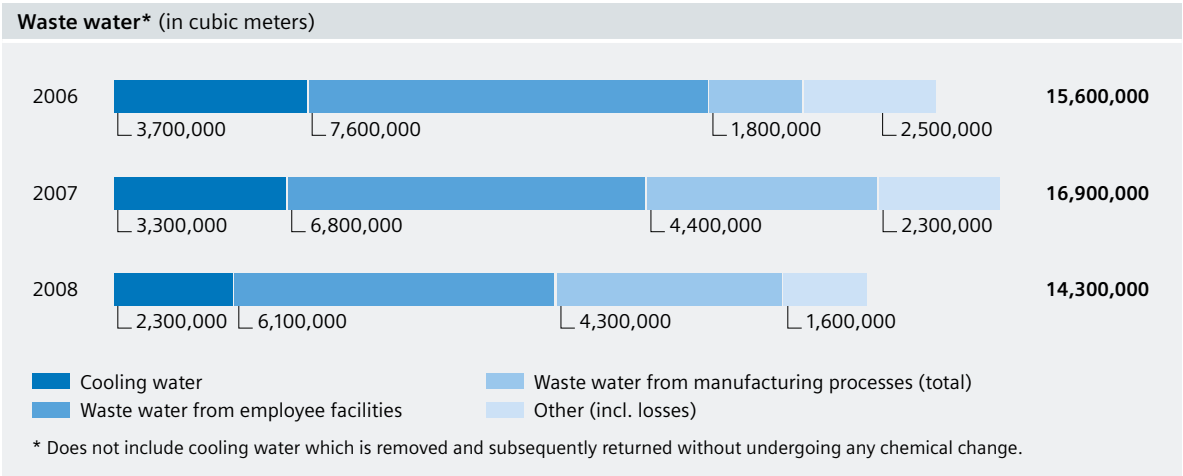 Waste water* (in cubic meters)
2006 15,600,000
3,700,000 7,600,000 1,800,000 2,500,000
2007 16,900,000
3,300,000 6,800,000 4,400,000 2,300,000
2008 14,300,000
2,300,000 6,100,000 4,300,000 1,600,000
Cooling water Waste water from manufacturing processes (total)
Waste water from employee facilities Other (incl. losses)
* Does not include cooling water which is removed and subsequently returned without undergoing any chemical change.